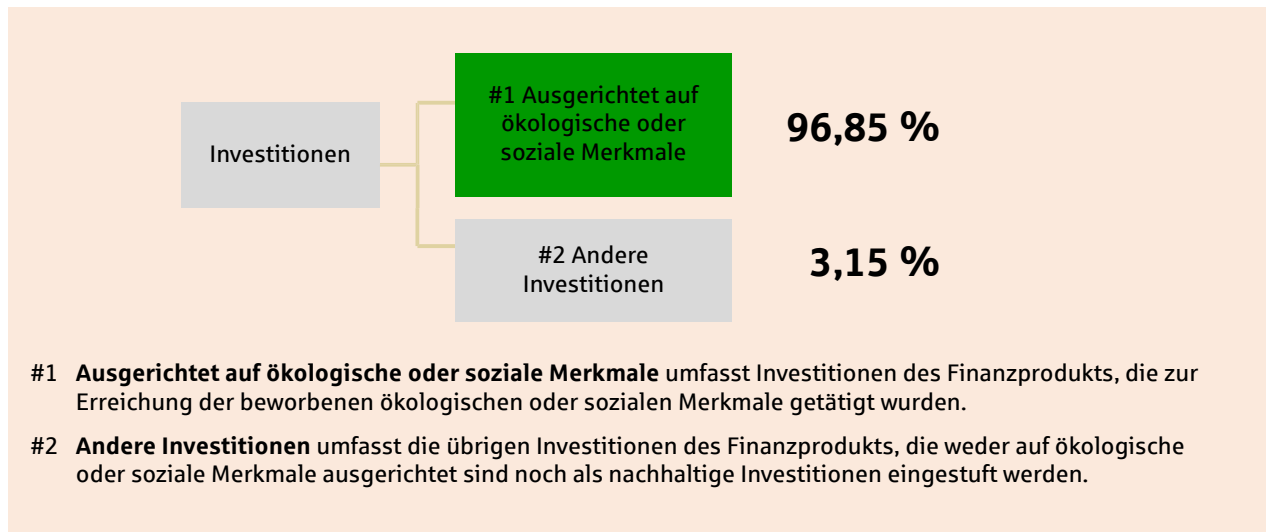 Investitionen
#1 Ausgerichtet auf
ökologische oder
soziale Merkmale
96,85 %
#2 Andere
Investitionen
3,15 %
#1 Ausgerichtet auf ökologische oder soziale Merkmale umfasst Investitionen des Finanzprodukts, die zur
Erreichung der beworbenen ökologischen oder sozialen Merkmale getätigt wurden.
#2 Andere Investitionen umfasst die übrigen Investitionen des Finanzprodukts, die weder auf ökologische
oder soziale Merkmale ausgerichtet sind noch als nachhaltige Investitionen eingestuft werden.